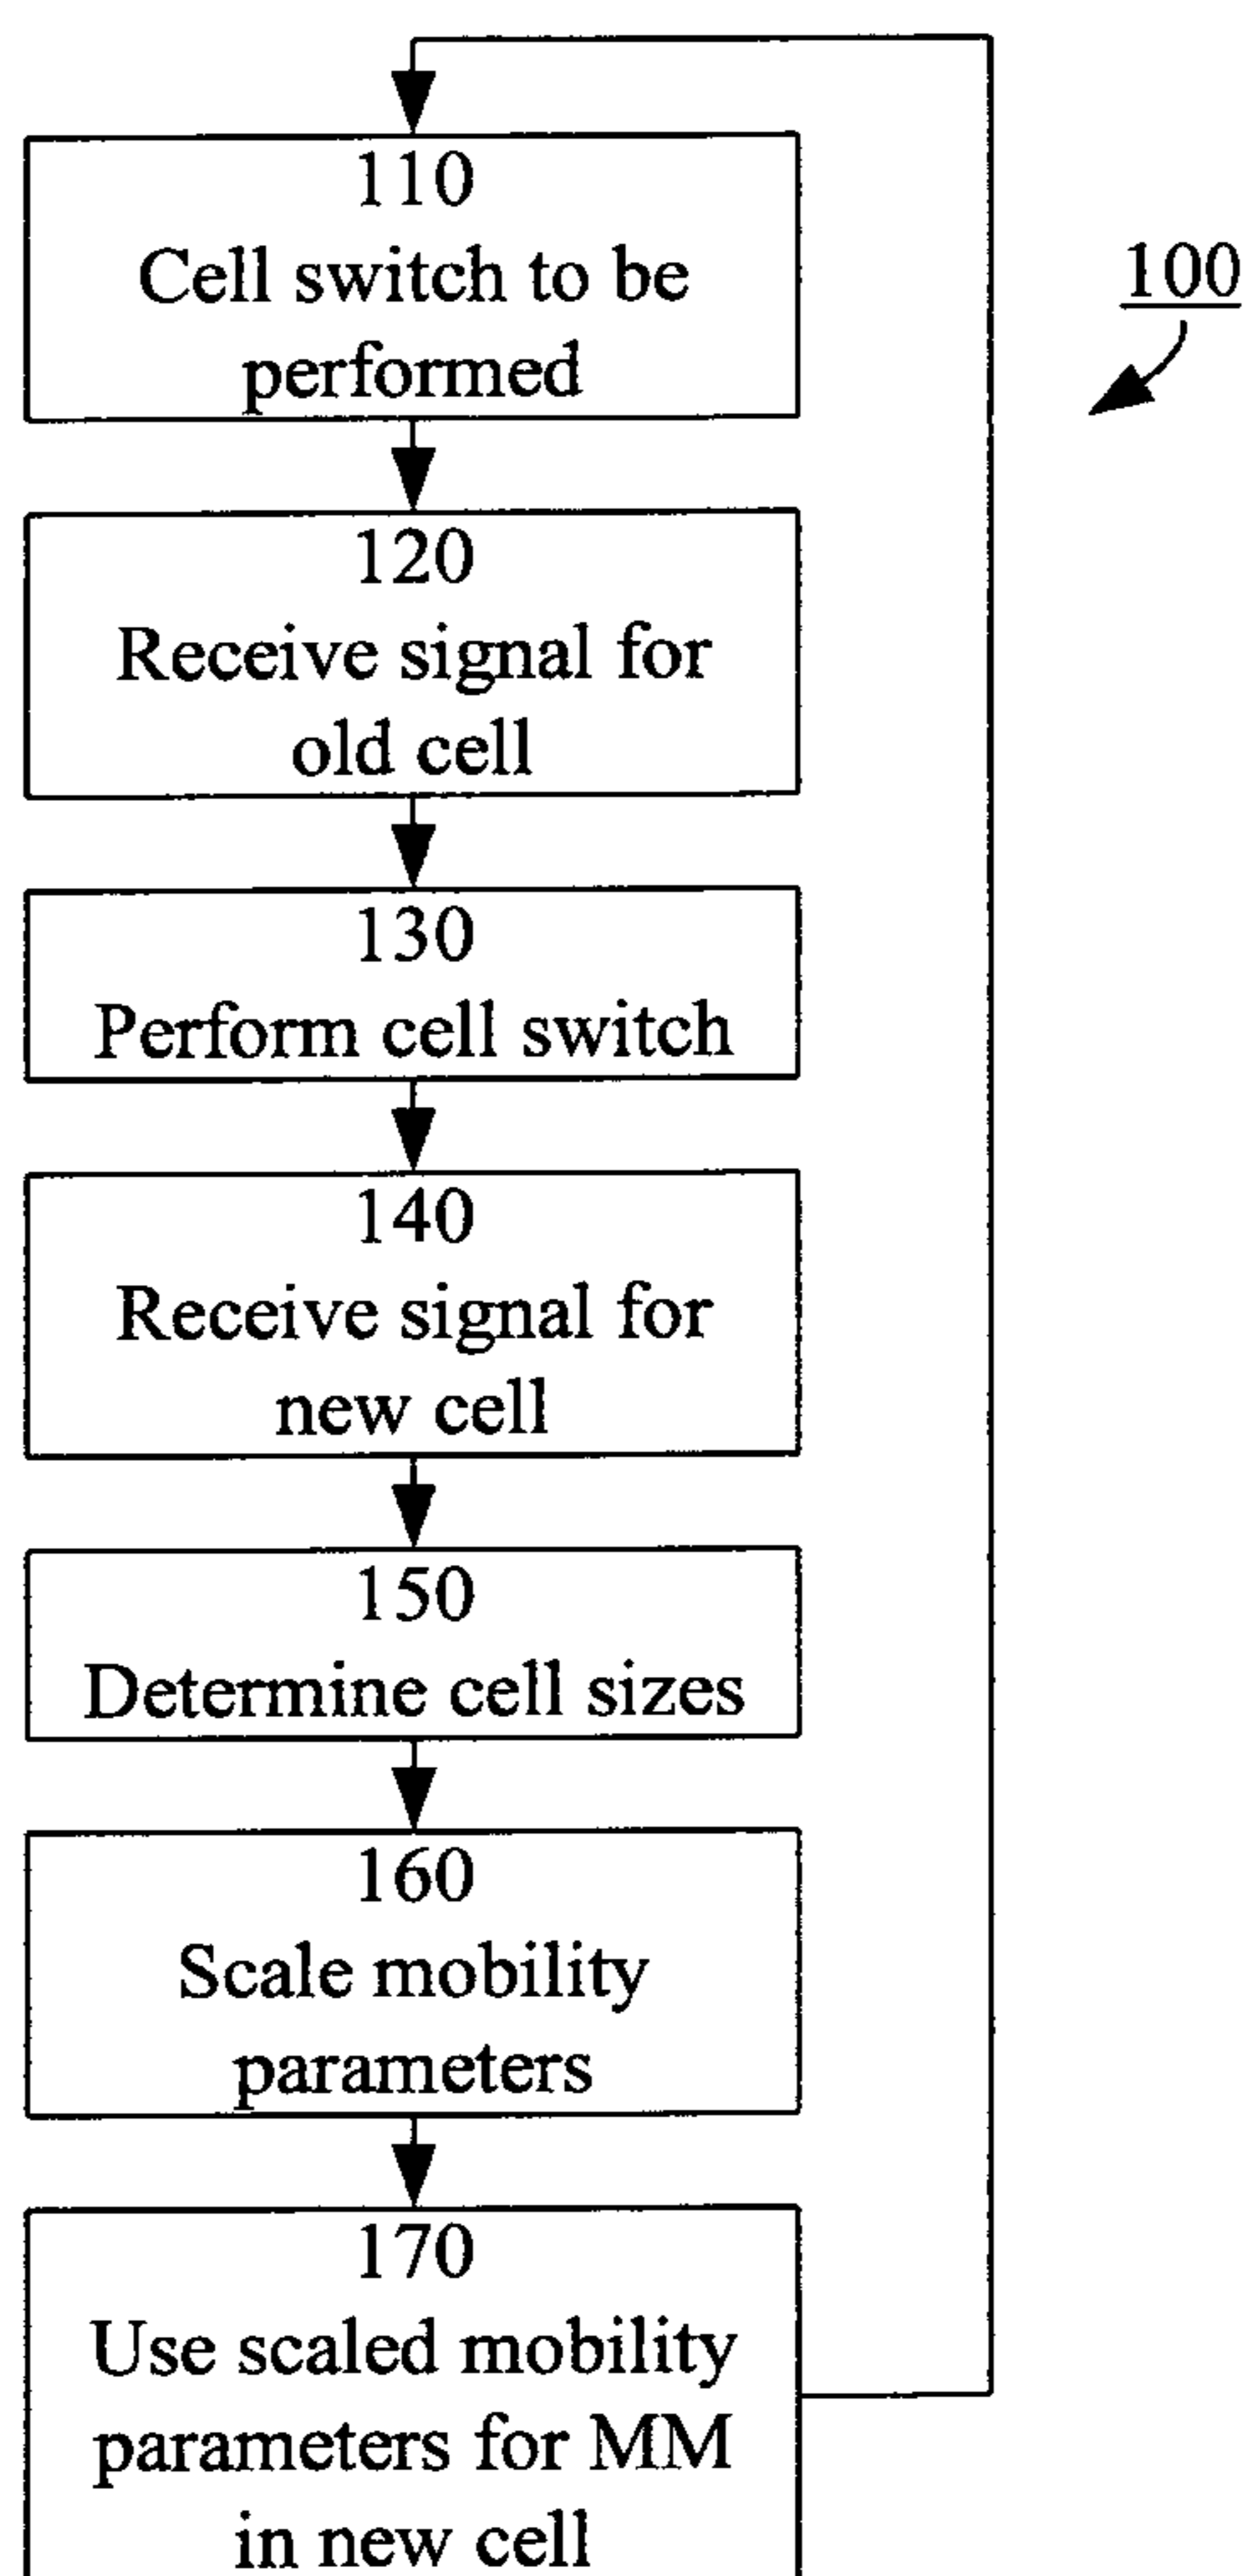 110
Cell switch to be
performed
100
120
Receive signal for
old cell
130
Perform cell switch
140
Receive signal for
new cell
150
Determine cell sizes
160
Scale mobility
parameters
170
Use scaled mobility
parameters for MM
in new cell